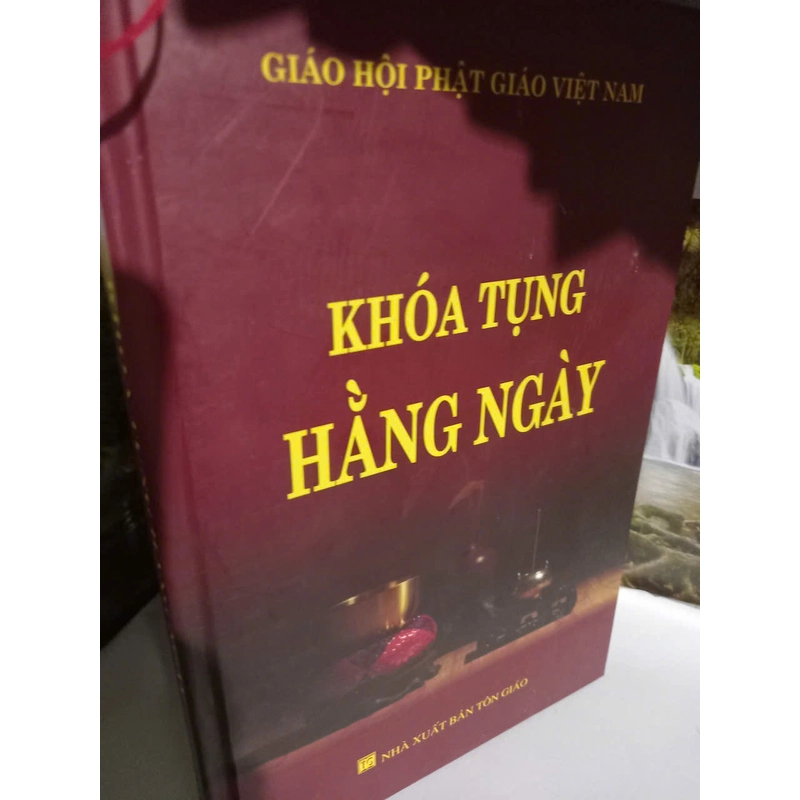 GIÁO HỘI PHẬT GIÁO VIỆT NAM
KHÓA TỤNG
HẰNG NGÀY
NHÀ XUẤT BẢN TÔN GIÁO